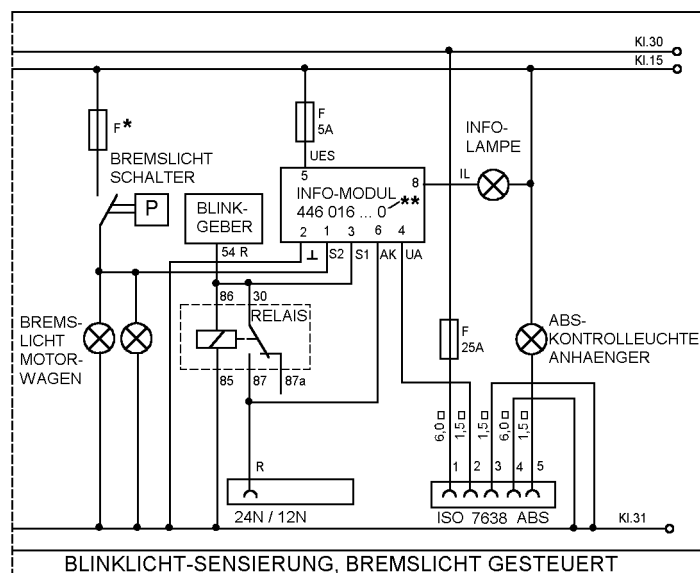 Kl.30
Kl.15
F*
F
5A
UES
INFO-
LAMPE
BREMSLICHT
SCHALTER
P
5
8
IL
INFO-MODUL
446 016 ... 0 **
BLINK-
GEBER
2 1 3 6 4
54 R
⊥ S2 S1 AK UA
86 30
RELAIS
BREMS-
LICHT
MOTOR-
WAGEN
F
25A
ABS-
KONTROLLEUCHTE
ANHAENGER
85 87 87a
6,0□ 1,5□ 1,5□ 6,0□ 1,5□
R
1 2 3 4 5
24N / 12N
ISO 7638 ABS
Kl.31
BLINKLICHT-SENSIERUNG, BREMSLICHT GESTEUERT